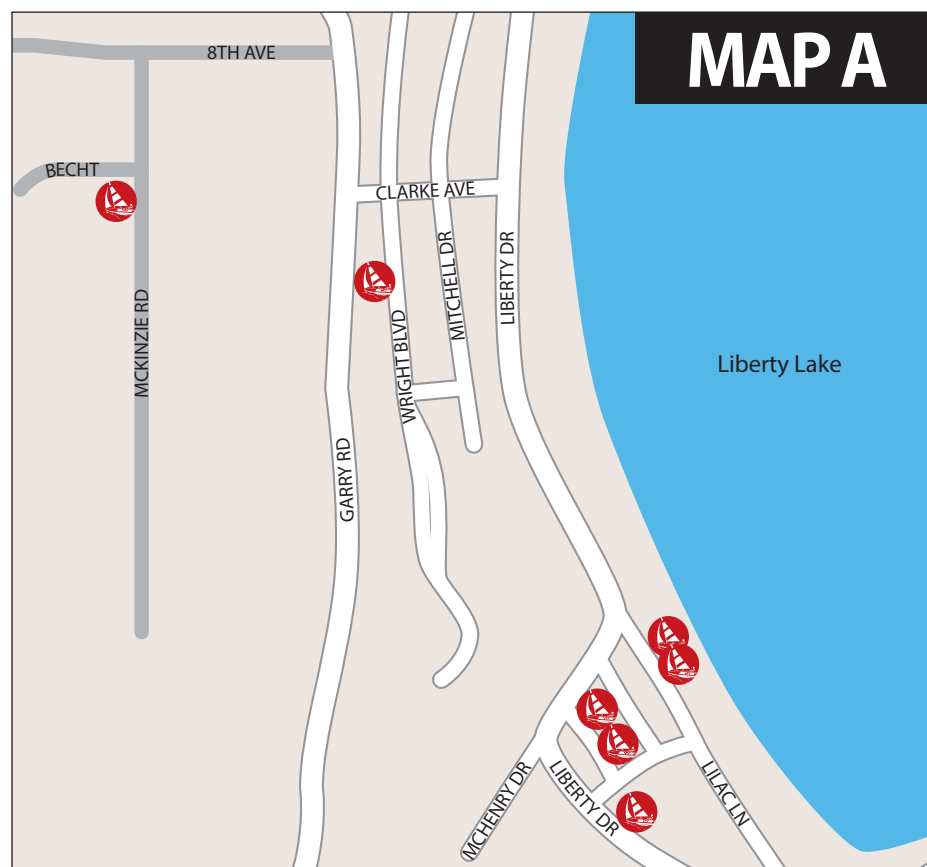 MAP A
8TH AVE
BECHT
CLARKE AVE
MCKINZIE RD
MITCHELL DR
LIBERTY DR
WRIGHT BLVD
Liberty Lake
GARRY RD
MCHENRY DR
LIBERTY DR
LILAC LN